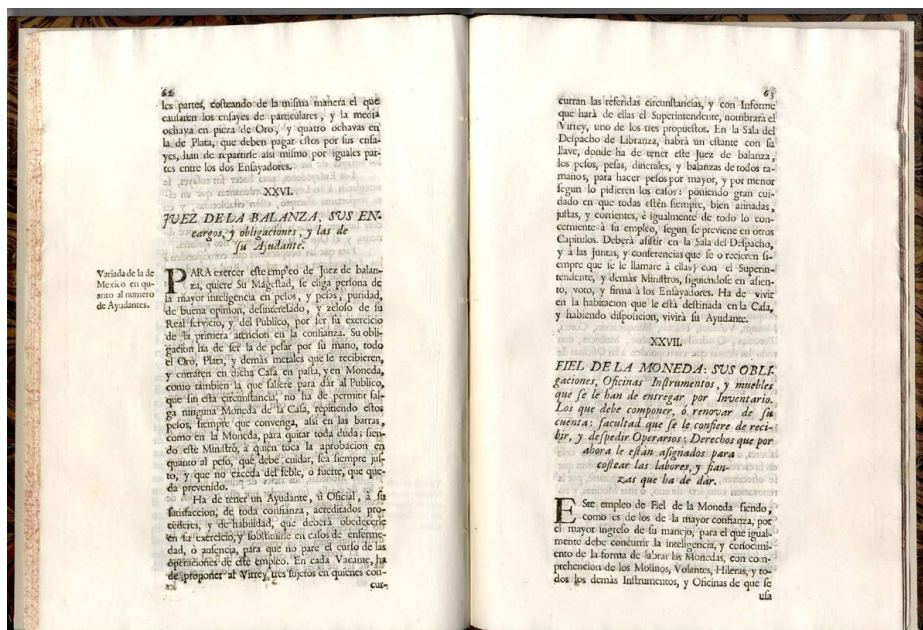 62
les partes, costeando de la misma manera el que
causaren los ensayes de particulares, y la media
ochava en pieza de Oro, y quatro ochavas en
la de Plata, que deben pagar estos por sus ensa-
yes, han de repartirse asi mismo por iguales par-
tes entre los dos Ensayadores.
XXVI.
JUEZ DE LA BALANZA, SUS EN-
cargos, y obligaciones, y las de
su Ayudante.
Variada de la de
Mexico en qu-
anto al numero
de Ayudantes.
PARA exercer este empleo de Juez de balan-
za, quiere Su Magestad, se elija persona de
la mayor inteligencia en pesos, y pesas, puridad,
de buena opinion, desinteresado, y zeloso de su
Real servicio, y del Publico, por ser su exercicio
de la primera atencion en la confianza. Su obli-
gacion ha de ser la de pesar por su mano, todo
el Oro, Plata, y demàs metales que se recibieren,
y entraren en dicha Casa en pasta, y en Moneda,
como tambien la que saliere para dàr al Publico,
que sin esta circunstancia, no ha de permitir sal-
ga ninguna Moneda de la Casa, repitiendo estos
pesos, siempre que convenga, asi en las barras,
como en la Moneda, para quitar toda duda; sien-
do este Ministro, à quien toca la aprobacion en
quanto al peso, que debe cuidar, sea siempre jus-
to, y que no exceda del feble, ò fuerte, que que-
da prevenido.
Ha de tener un Ayudante, ù Oficial, à su
satisfaccion, de toda confianza, acreditados pro-
cederes, y de habilidad, que deberà obedecerle
en su exercicio, y sobstituirle en casos de enferme-
dad, ò ausencia, para que no pare el curso de las
operaciones de este empleo. En cada Vacante, ha
de proponer al Virrey tres sujetos en quienes con-
cur-
63
curran las referidas circunstancias, y con Informe
que harà de ellas el Superintendente, nombrarà el
Virrey, uno de los tres propuestos. En la Sala del
Despacho de Libranza, habrà un estante con su
llave, donde ha de tener este Juez de balanza,
los pesos, pesas, dinerales, y balanzas de todos ta-
maños, para hacer pesos por mayor, y por menor
segun lo pidieren los casos: poniendo gran cui-
dado en que todas estèn siempre, bien afinadas,
justas, y corrientes, è igualmente de todo lo con-
cerniente à su empleo, segun se previene en otros
Capitulos. Deberà asistir en la Sala del Despacho,
y à las Juntas, y conferencias que se o recieren si-
empre que se le llamare à ellas; con el Superin-
tendente, y demàs Ministros, siguiendose en asien-
to, voto, y firma à los Ensayadores. Ha de vivir
en la habitacion que le està destinada en la Casa,
y habiendo disposicion, vivirà su Ayudante.
XXVII.
FIEL DE LA MONEDA: SUS OBLI-
gaciones, Oficinas Instrumentos, y muebles
que se le han de entregar por Inventario.
Los que debe componer, ò renovar de su
cuenta: facultad que se le confiere de reci-
bir, y despedir Operarios: Derechos que por
ahora le estàn asignados para
costear las labores, y fian-
zas que ha de dar.
ESte empleo de Fiel de la Moneda siendo,
como es de los de la mayor confianza, por
el mayor ingreso de su manejo; para el que igual-
mente debe concurrir la inteligencia, y conocimi-
ento de la forma de labrar las Monedas, con com-
prehencion de los Molinos, Volantes, Hileras, y to-
dos los demàs Instrumentos, y Oficinas de que se
usa